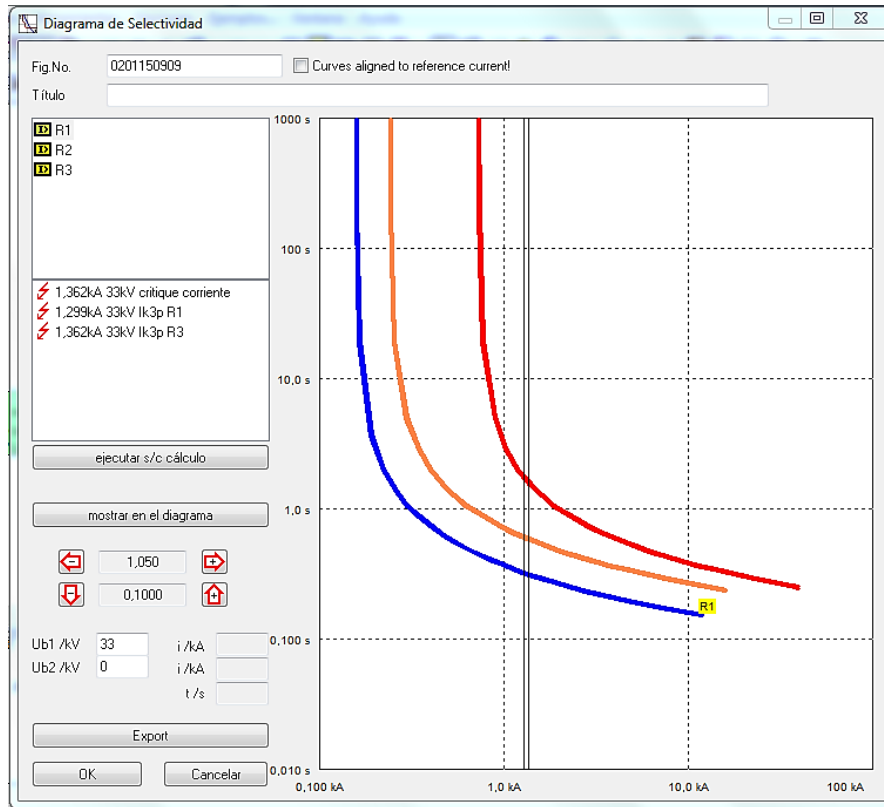 Diagrama de Selectividad
Fig.No. 0201150909 Curves aligned to reference current!
Título
R1
R2
R3
1,362kA 33kV critique corriente
1,299kA 33kV Ik3p R1
1,362kA 33kV Ik3p R3
ejecutar s/c cálculo
mostrar en el diagrama
1,050
0,1000
Ub1 /kV 33 i /kA
Ub2 /kV 0 i /kA
t /s
Export
OK Cancelar
1000 s
100 s
10,0 s
1,0 s
0,100 s
0,010 s
R1
0,100 kA 1,0 kA 10,0 kA 100 kA